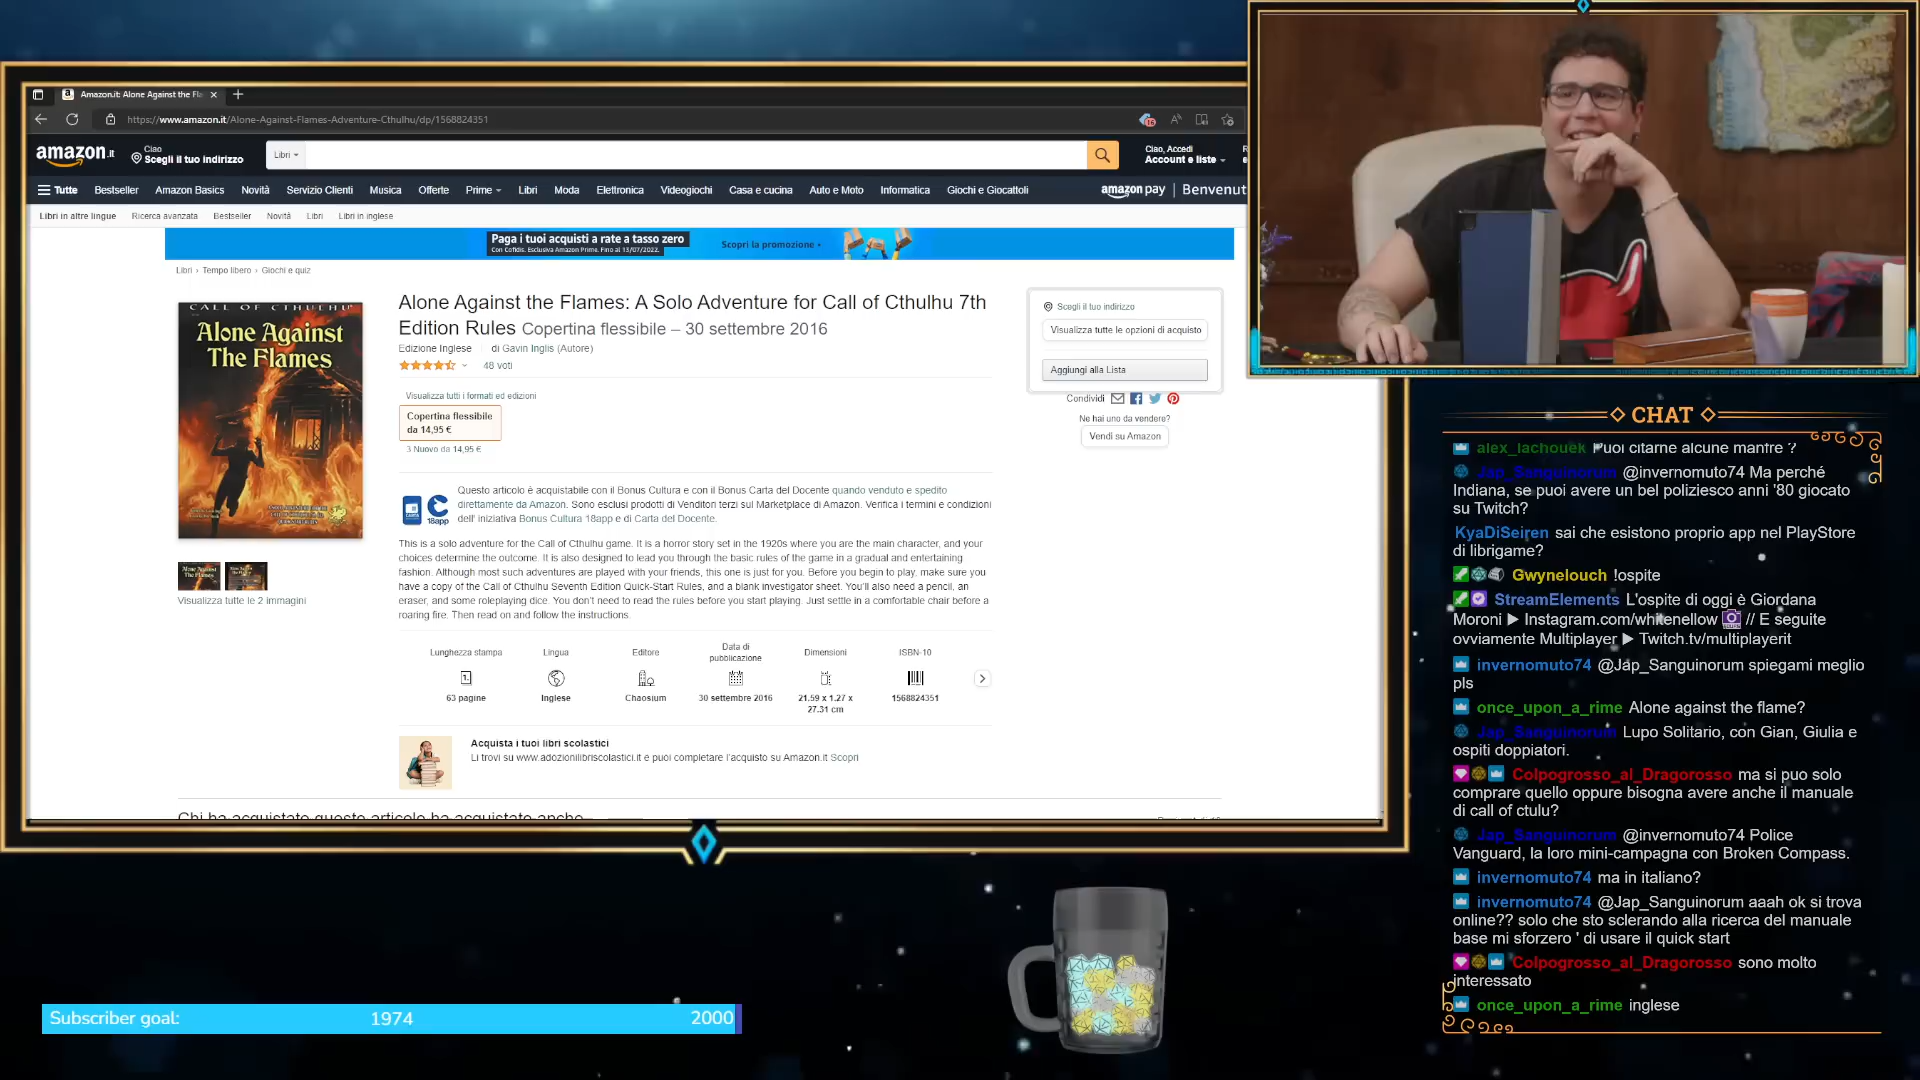 Amazon.it: Alone Against the Fla
https://www.amazon.it/Alone-Against-Flames-Adventure-Cthulhu/dp/1568824351
amazon.it
Ciao
Scegli il tuo indirizzo
Libri
Ciao, Accedi
Account e liste
Tutte Bestseller Amazon Basics Novità Servizio Clienti Musica Offerte Prime Libri Moda Elettronica Videogiochi Casa e cucina Auto e Moto Informatica Giochi e Giocattoli
amazon pay | Benvenut
Libri in altre lingue Ricerca avanzata Bestseller Novità Libri Libri in inglese
Paga i tuoi acquisti a rate a tasso zero
Con Cofidis. Esclusiva Amazon Prime. Fino al 13/07/2022.
Scopri la promozione
Libri › Tempo libero › Giochi e quiz
CALL OF CTHULHU
Alone Against
The Flames
Visualizza tutte le 2 immagini
Alone Against the Flames: A Solo Adventure for Call of Cthulhu 7th
Edition Rules Copertina flessibile – 30 settembre 2016
Edizione Inglese di Gavin Inglis (Autore)
48 voti
Visualizza tutti i formati ed edizioni
Copertina flessibile
da 14,95 €
3 Nuovo da 14,95 €
18app
Questo articolo è acquistabile con il Bonus Cultura e con il Bonus Carta del Docente quando venduto e spedito
direttamente da Amazon. Sono esclusi prodotti di Venditori terzi sul Marketplace di Amazon. Verifica i termini e condizioni
dell' iniziativa Bonus Cultura 18app e di Carta del Docente.
This is a solo adventure for the Call of Cthulhu game. It is a horror story set in the 1920s where you are the main character, and your
choices determine the outcome. It is also designed to lead you through the basic rules of the game in a gradual and entertaining
fashion. Although most such adventures are played with your friends, this one is just for you. Before you begin to play, make sure you
have a copy of the Call of Cthulhu Seventh Edition Quick-Start Rules, and a blank investigator sheet. You'll also need a pencil, an
eraser, and some roleplaying dice. You don't need to read the rules before you start playing. Just settle in a comfortable chair before a
roaring fire. Then read on and follow the instructions.
Lunghezza stampa
63 pagine
Lingua
Inglese
Editore
Chaosium
Data di
pubblicazione
30 settembre 2016
Dimensioni
21.59 x 1.27 x
27.31 cm
ISBN-10
1568824351
Acquista i tuoi libri scolastici
Li trovi su www.adozionilibriscolastici.it e puoi completare l'acquisto su Amazon.it Scopri
Chi ha acquistato questo articolo ha acquistato anche
Scegli il tuo indirizzo
Visualizza tutte le opzioni di acquisto
Aggiungi alla Lista
Condividi
Ne hai uno da vendere?
Vendi su Amazon
CHAT
alex_lachouek Puoi citarne alcune mantre ?
Jap_Sanguinorum @invernomuto74 Ma perché
Indiana, se puoi avere un bel poliziesco anni '80 giocato
su Twitch?
KyaDiSeiren sai che esistono proprio app nel PlayStore
di librigame?
Gwynelouch !ospite
StreamElements L'ospite di oggi è Giordana
Moroni ▶ Instagram.com/whitenellow // E seguite
ovviamente Multiplayer ▶ Twitch.tv/multiplayerit
invernomuto74 @Jap_Sanguinorum spiegami meglio
pls
once_upon_a_rime Alone against the flame?
Jap_Sanguinorum Lupo Solitario, con Gian, Giulia e
ospiti doppiatori.
Colpogrosso_al_Dragorosso ma si puo solo
comprare quello oppure bisogna avere anche il manuale
di call of ctulu?
Jap_Sanguinorum @invernomuto74 Police
Vanguard, la loro mini-campagna con Broken Compass.
invernomuto74 ma in italiano?
invernomuto74 @Jap_Sanguinorum aaah ok si trova
online?? solo che sto sclerando alla ricerca del manuale
base mi sforzero ' di usare il quick start
Colpogrosso_al_Dragorosso sono molto
interessato
once_upon_a_rime inglese
Subscriber goal: 1974 2000